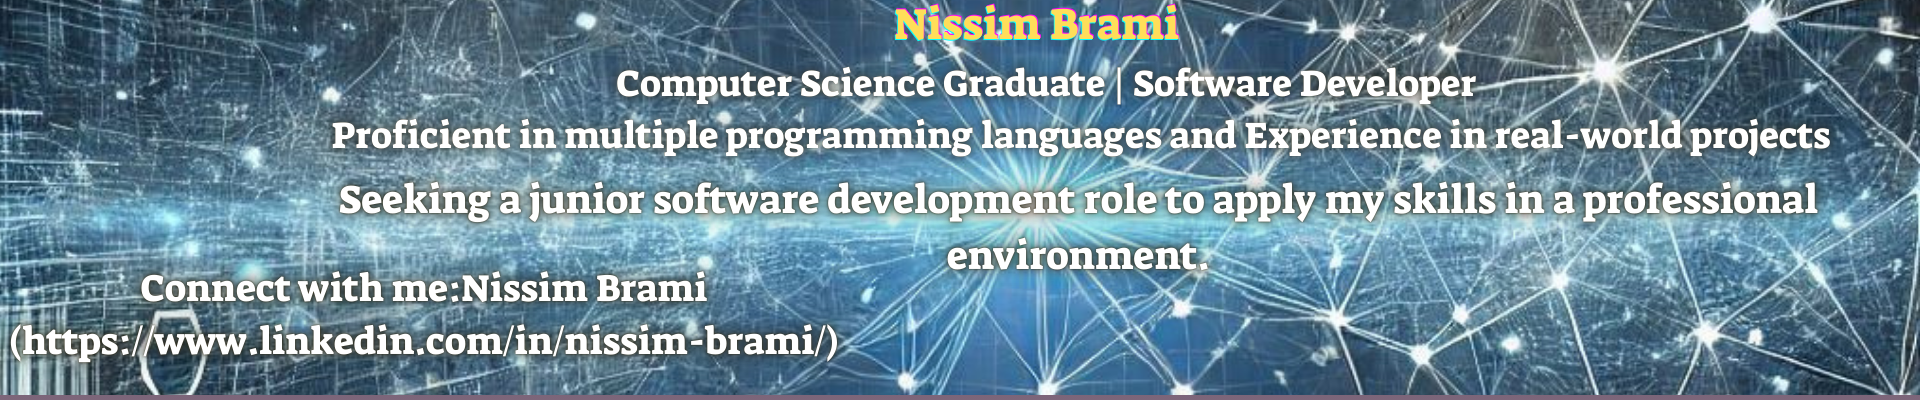 Nissim Brami
Computer Science Graduate | Software Developer
Proficient in multiple programming languages and Experience in real-world projects
Seeking a junior software development role to apply my skills in a professional
environment.
Connect with me:Nissim Brami
(https://www.linkedin.com/in/nissim-brami/)